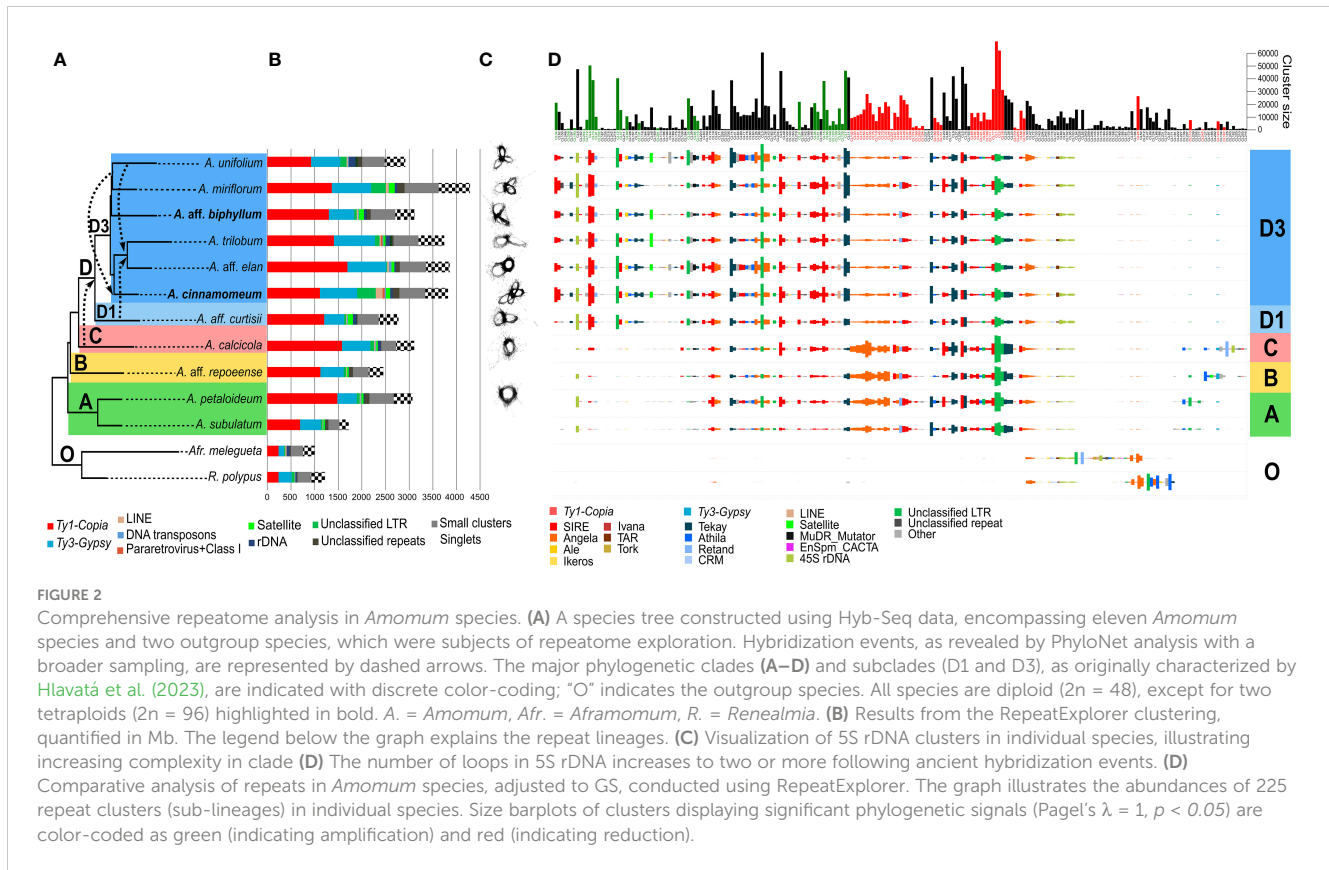 A
B
C
D
60000
50000
40000
30000
20000
10000
0
Cluster size
A. unifolium
A. miriflorum
A. aff. biphyllum
A. trilobum
A. aff. elan
A. cinnamomeum
A. aff. curtisii
A. calcicola
A. aff. repoeense
A. petaloideum
A. subulatum
Afr. melegueta
R. polypus
D3
D
D1
C
B
A
O
D3
D1
C
B
A
O
0 500 1000 1500 2000 2500 3000 3500 4000 4500
Ty1-Copia
Ty3-Gypsy
LINE
DNA transposons
Pararetrovirus+Class I
Satellite
rDNA
Unclassified LTR
Unclassified repeats
Small clusters
Singlets
Ty1-Copia
SIRE
Angela
Ale
Ikeros
Ivana
TAR
Tork
Ty3-Gypsy
Tekay
Athila
Retand
CRM
LINE
Satellite
MuDR_Mutator
EnSpm_CACTA
45S rDNA
Unclassified LTR
Unclassified repeat
Other
FIGURE 2
Comprehensive repeatome analysis in Amomum species. (A) A species tree constructed using Hyb-Seq data, encompassing eleven Amomum
species and two outgroup species, which were subjects of repeatome exploration. Hybridization events, as revealed by PhyloNet analysis with a
broader sampling, are represented by dashed arrows. The major phylogenetic clades (A–D) and subclades (D1 and D3), as originally characterized by
Hlavatá et al. (2023), are indicated with discrete color-coding; "O" indicates the outgroup species. All species are diploid (2n = 48), except for two
tetraploids (2n = 96) highlighted in bold. A. = Amomum, Afr. = Aframomum, R. = Renealmia. (B) Results from the RepeatExplorer clustering,
quantified in Mb. The legend below the graph explains the repeat lineages. (C) Visualization of 5S rDNA clusters in individual species, illustrating
increasing complexity in clade (D) The number of loops in 5S rDNA increases to two or more following ancient hybridization events. (D)
Comparative analysis of repeats in Amomum species, adjusted to GS, conducted using RepeatExplorer. The graph illustrates the abundances of 225
repeat clusters (sub-lineages) in individual species. Size barplots of clusters displaying significant phylogenetic signals (Pagel's λ = 1, p < 0.05) are
color-coded as green (indicating amplification) and red (indicating reduction).